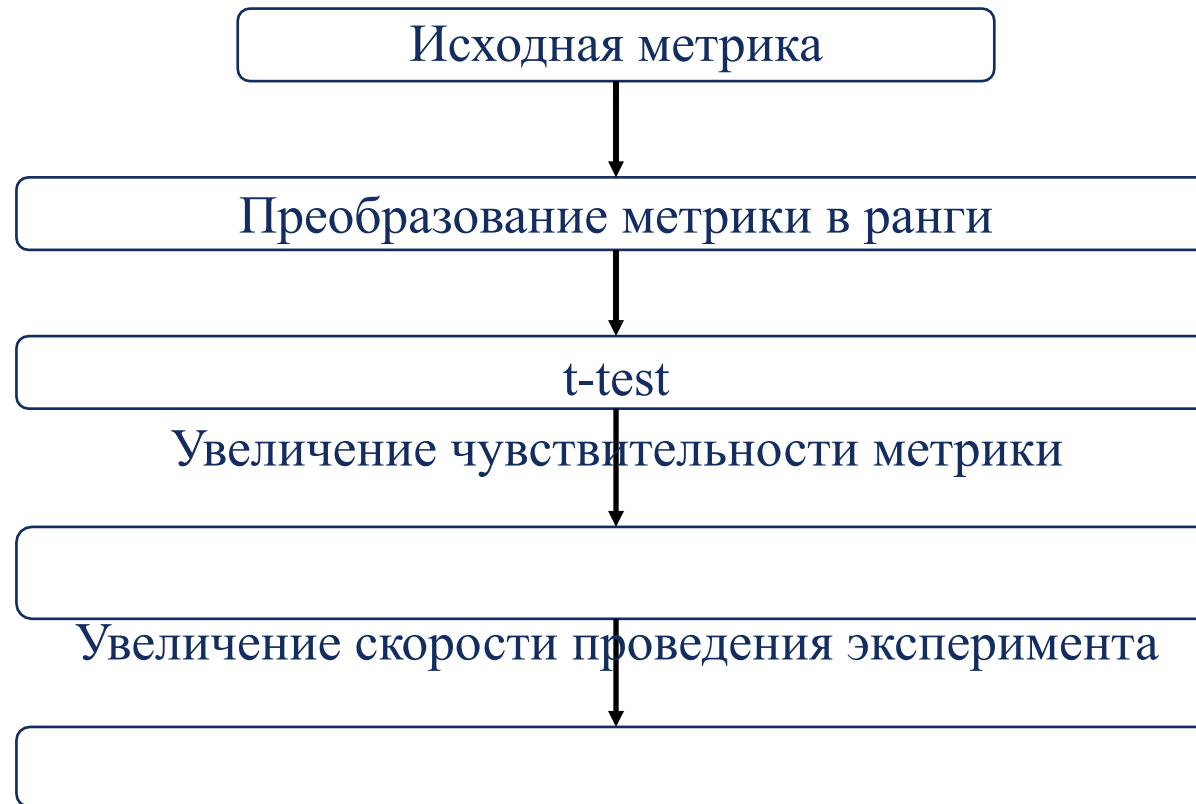 Исходная метрика
Преобразование метрики в ранги
t-test
Увеличение чувствительности метрики
Увеличение скорости проведения эксперимента